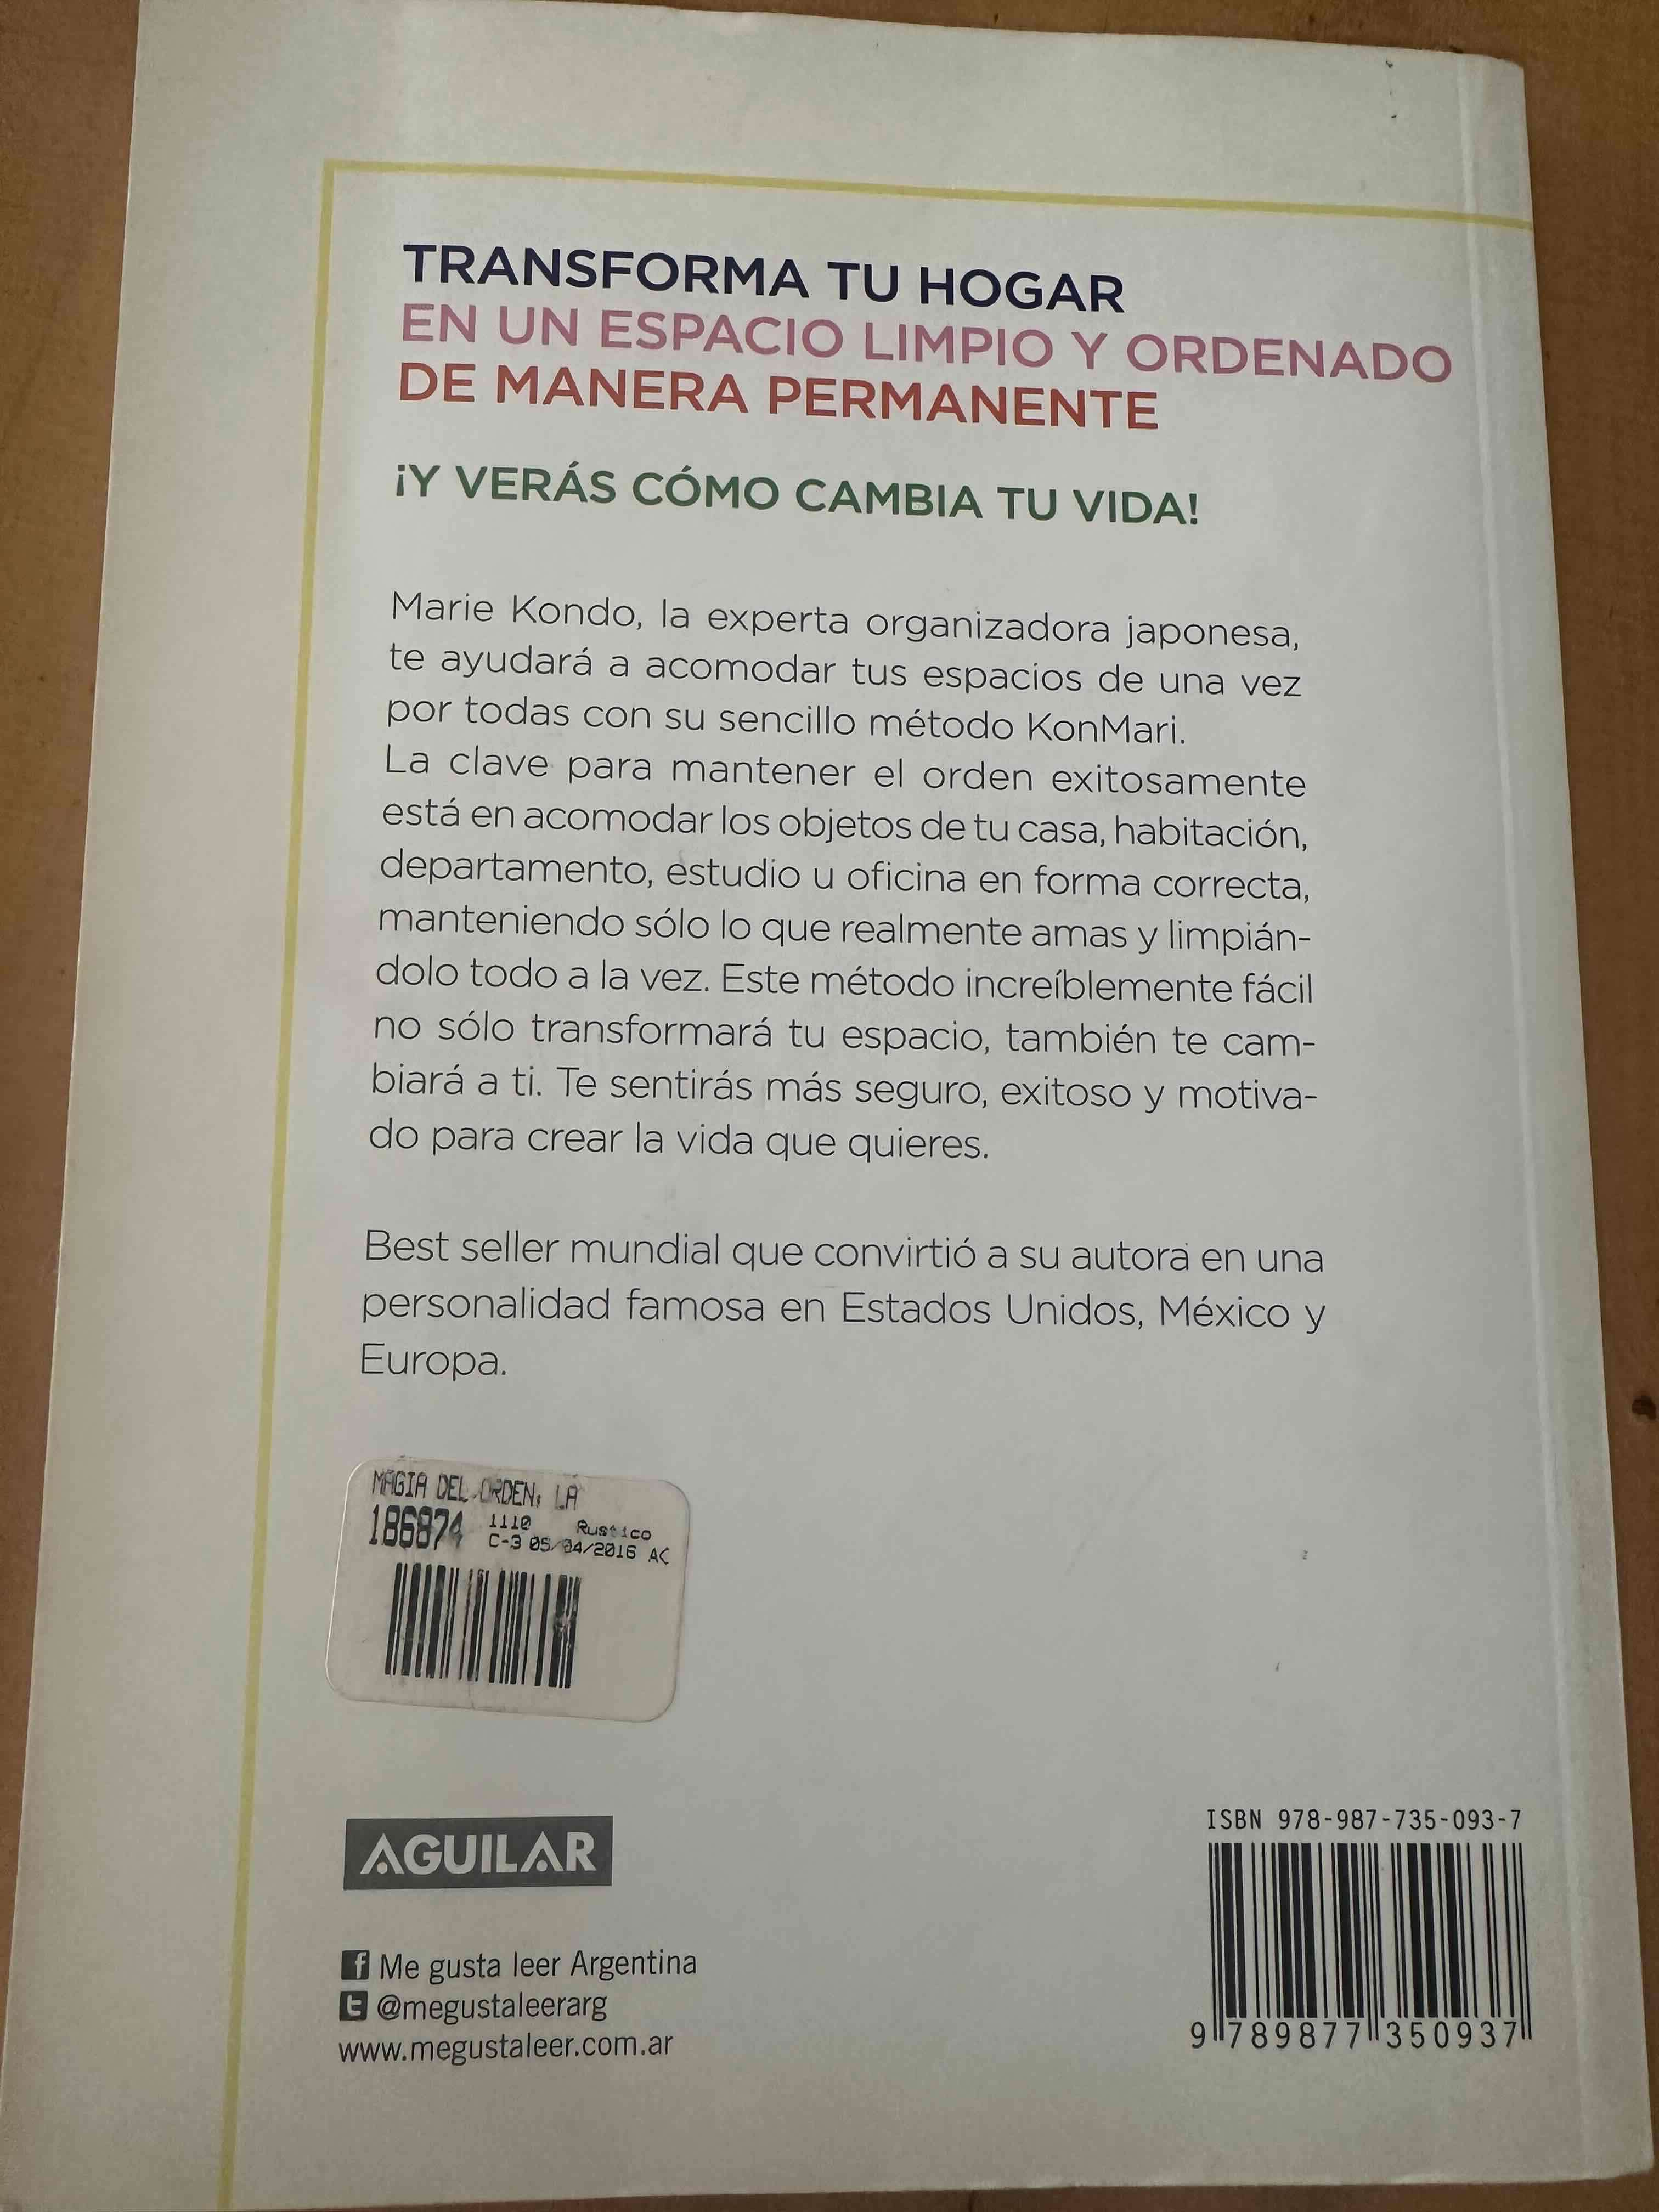 TRANSFORMA TU HOGAR
EN UN ESPACIO LIMPIO Y ORDENADO
DE MANERA PERMANENTE
¡Y VERÁS CÓMO CAMBIA TU VIDA!
Marie Kondo, la experta organizadora japonesa,
te ayudará a acomodar tus espacios de una vez
por todas con su sencillo método KonMari.
La clave para mantener el orden exitosamente
está en acomodar los objetos de tu casa, habitación,
departamento, estudio u oficina en forma correcta,
manteniendo sólo lo que realmente amas y limpián-
dolo todo a la vez. Este método increíblemente fácil
no sólo transformará tu espacio, también te cam-
biará a ti. Te sentirás más seguro, exitoso y motiva-
do para crear la vida que quieres.
Best seller mundial que convirtió a su autora en una
personalidad famosa en Estados Unidos, México y
Europa.
MAGIA DEL ORDEN, LA
186874 1110 Rustico
C-3 05/04/2016 AC
AGUILAR
ISBN 978-987-735-093-7
9 789877 350937
f Me gusta leer Argentina
t @megustaleerarg
www.megustaleer.com.ar